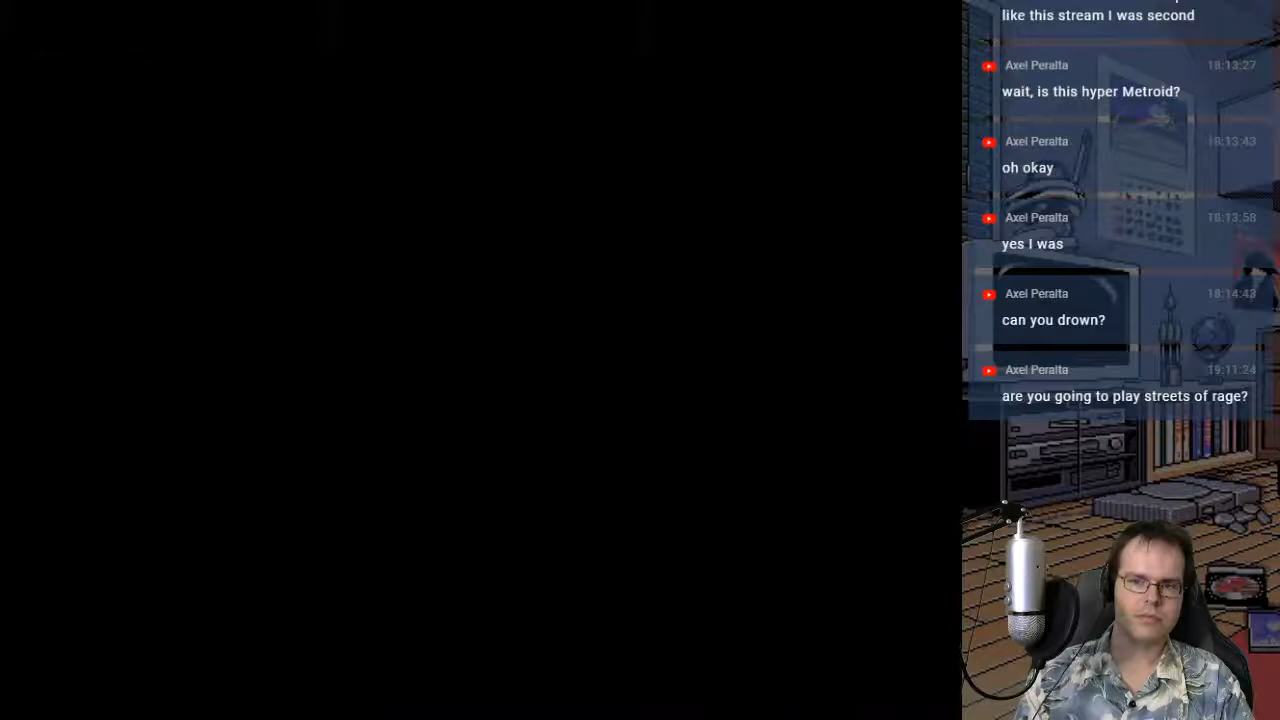 like this stream I was second
Axel Peralta 18:13:27
wait, is this hyper Metroid?
Axel Peralta 18:13:43
oh okay
Axel Peralta 18:13:58
yes I was
Axel Peralta 18:14:43
can you drown?
Axel Peralta 19:11:24
are you going to play streets of rage?